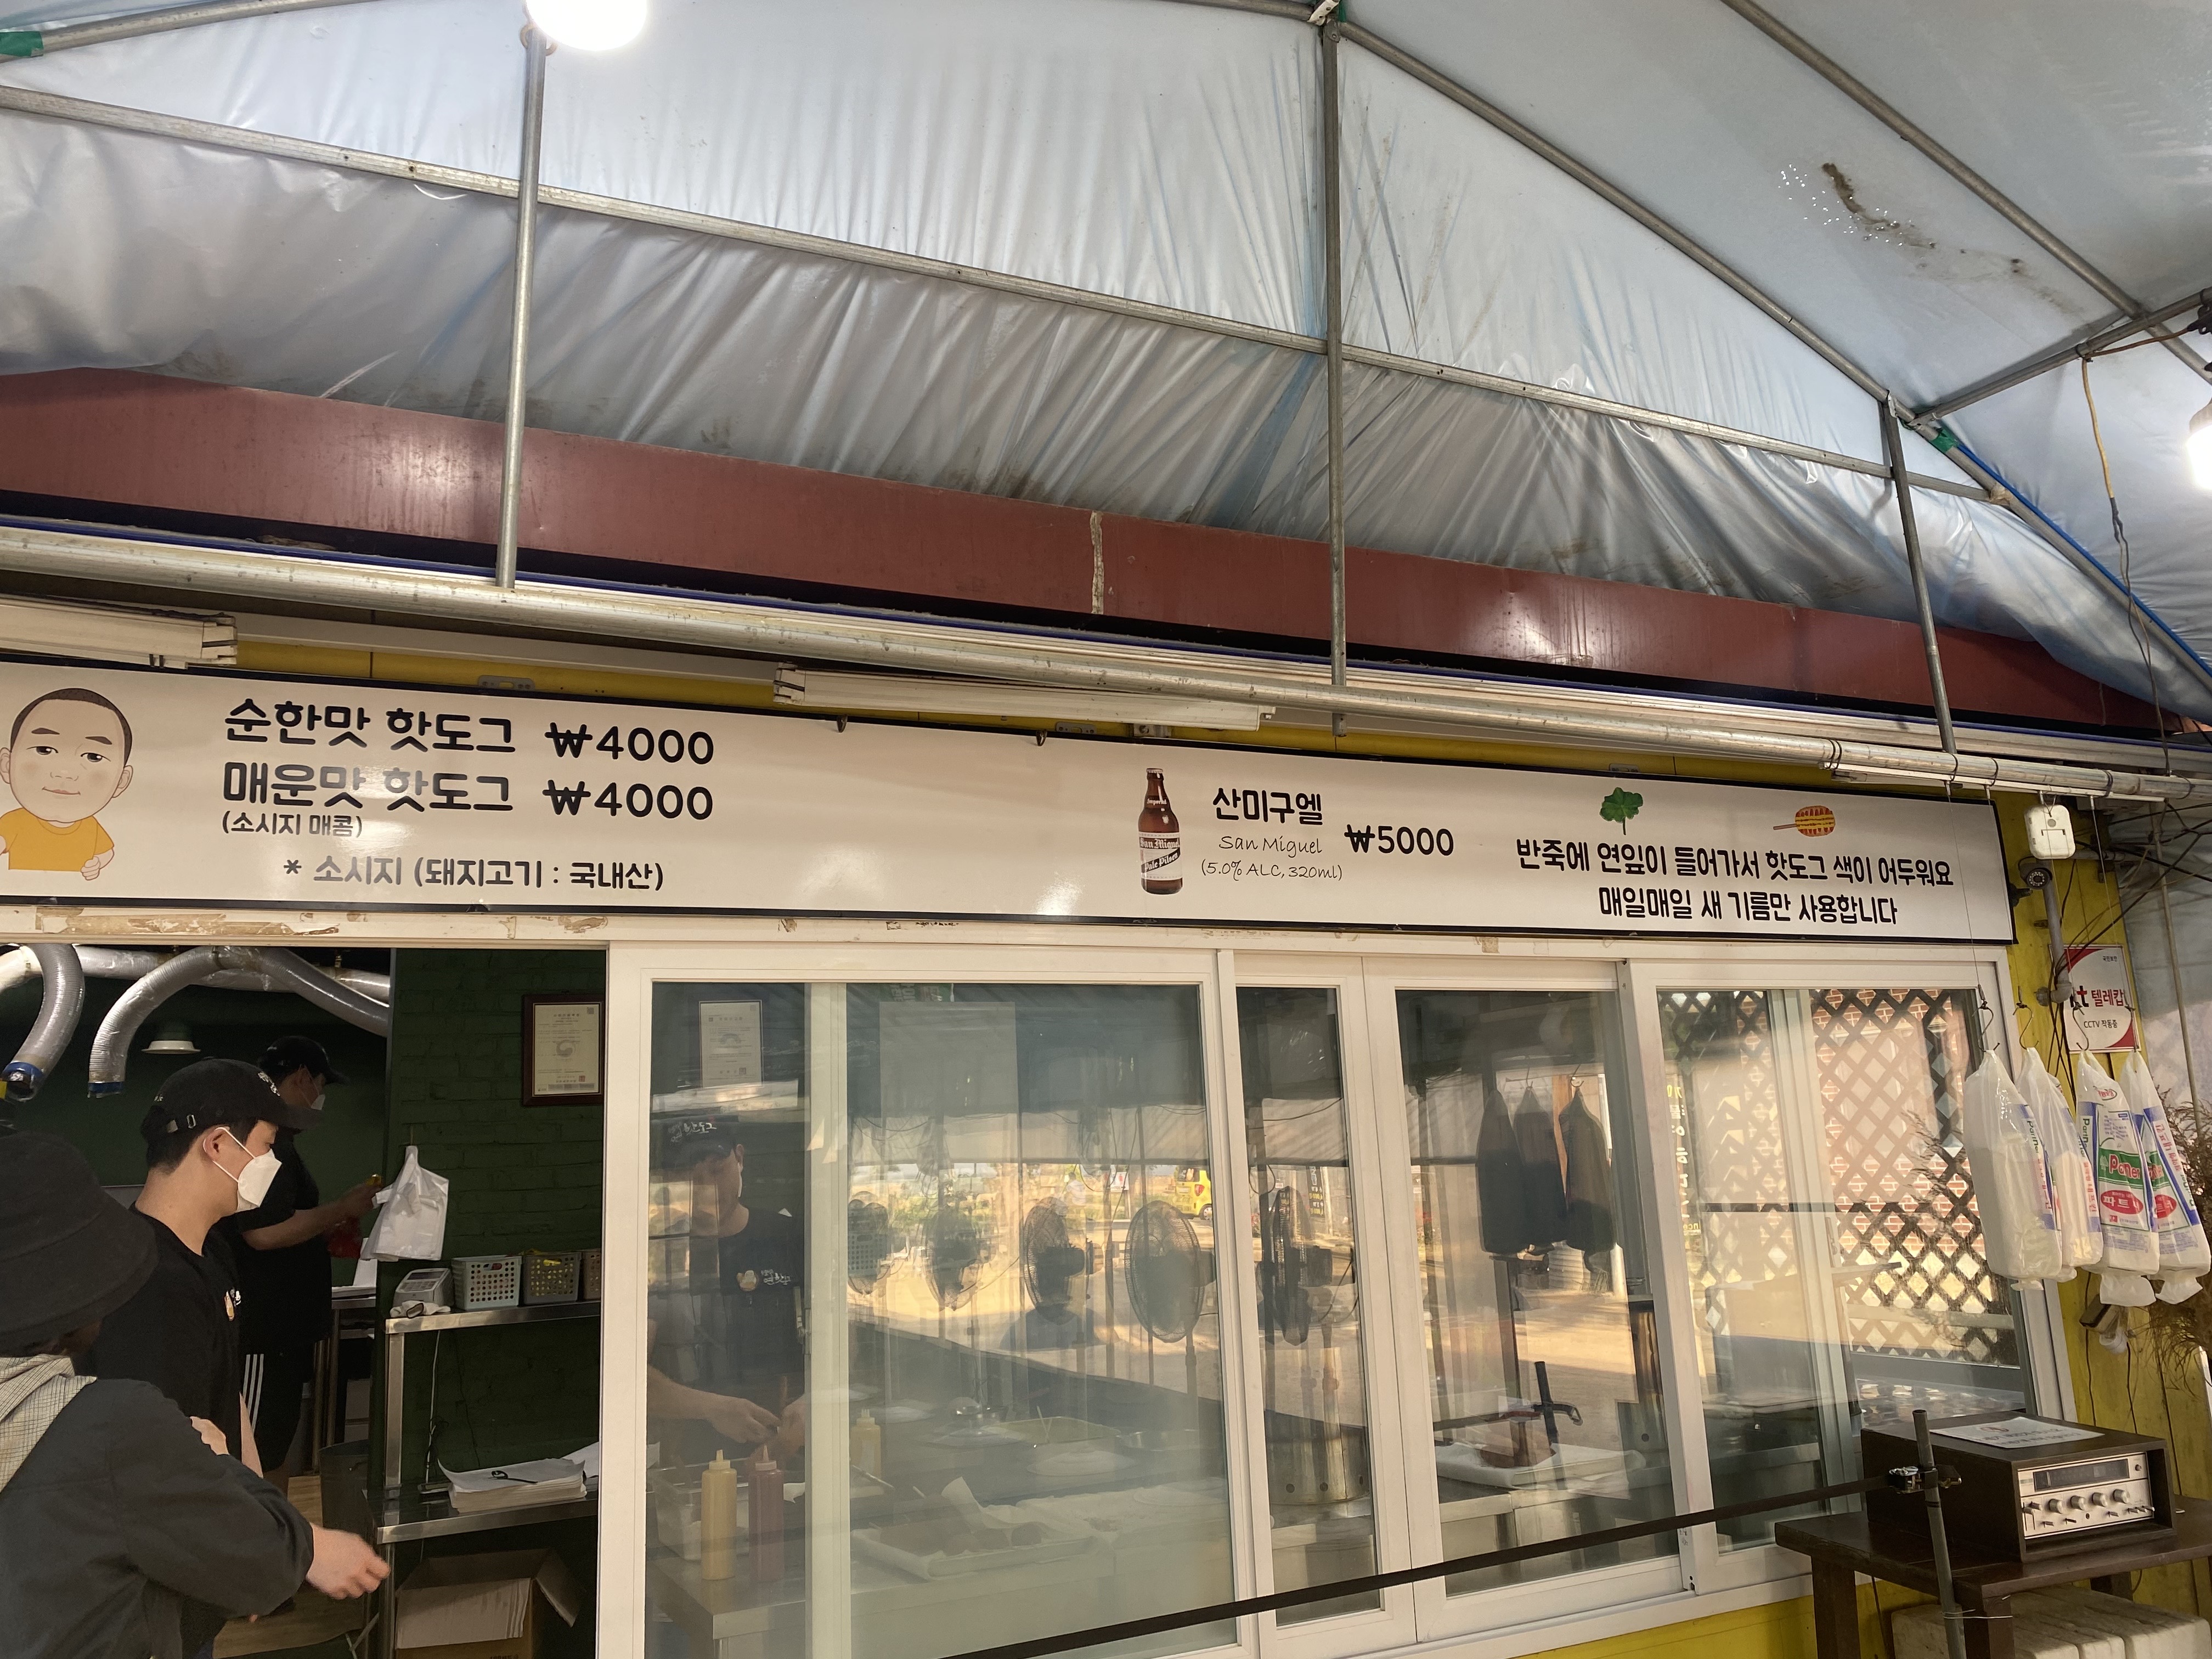 순한맛 핫도그 ₩4000
매운맛 핫도그 ₩4000
(소시지 매콤)
* 소시지 (돼지고기 : 국내산)
산미구엘
San Miguel
(5.0% ALC, 320ml)
₩5000
반죽에 연잎이 들어가서 핫도그 색이 어두워요
매일매일 새 기름만 사용합니다
텔레캅
CCTV 작동중